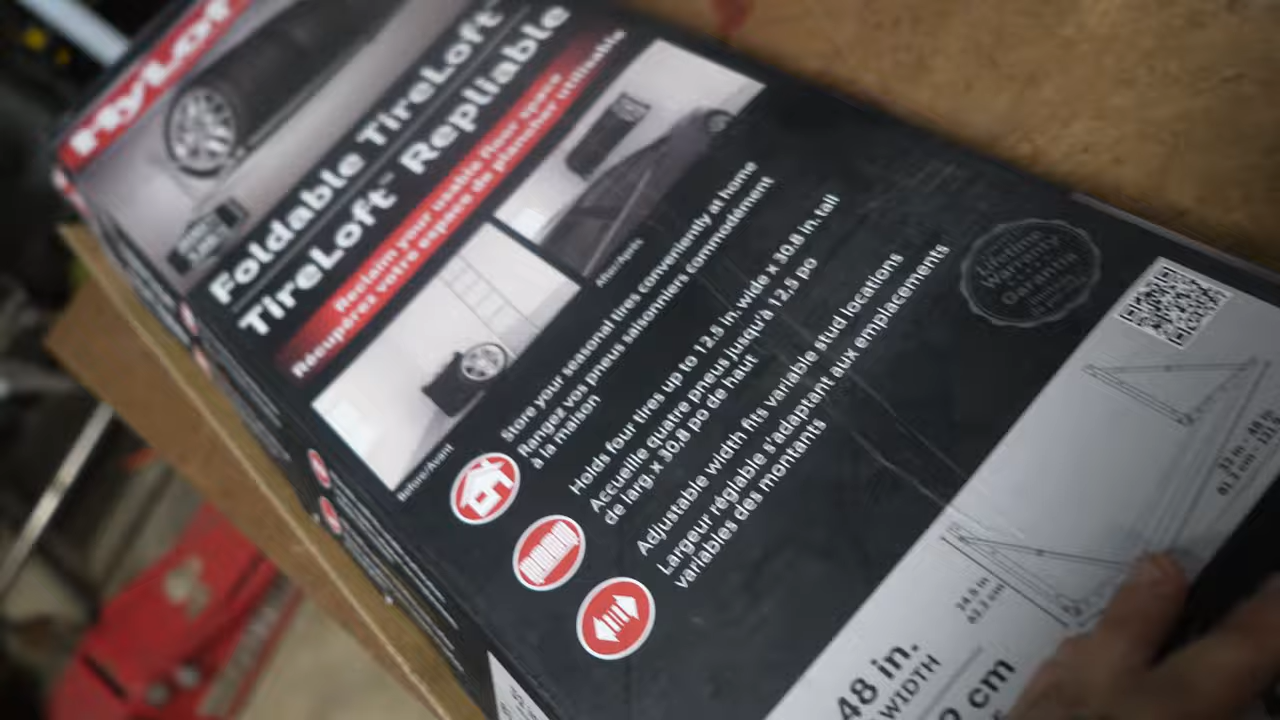 HyLoft
Foldable TireLoft™
TireLoft™ Repliable
Reclaim your usable floor space
Récupérez votre espace de plancher utilisable
Before/Avant
After/Après
Store your seasonal tires conveniently at home
Rangez vos pneus saisonniers commodément
à la maison
Holds four tires up to 12.5 in. wide x 30.8 in. tall
Accueille quatre pneus jusqu'à 12,5 po
de larg. x 30,8 po de haut
Adjustable width fits variable stud locations
Largeur réglable s'adaptant aux emplacements
variables des montants
Lifetime
Warranty
Garantie
48 in.
WIDTH
cm